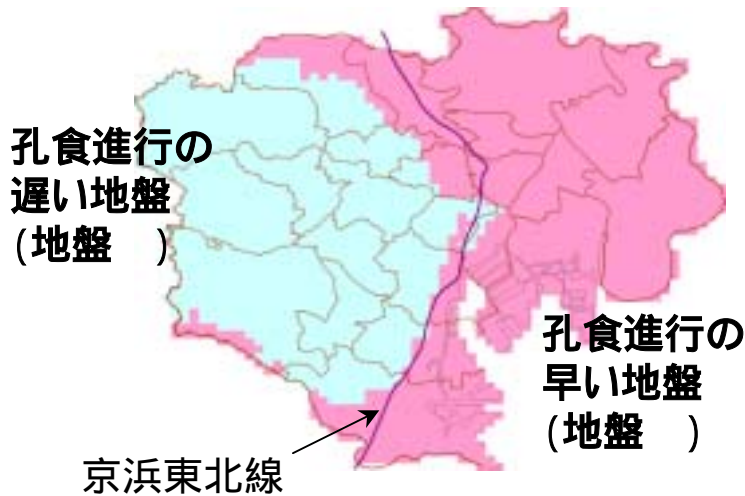 孔食進行の
遅い地盤
(地盤　)
孔食進行の
早い地盤
(地盤　)
京浜東北線